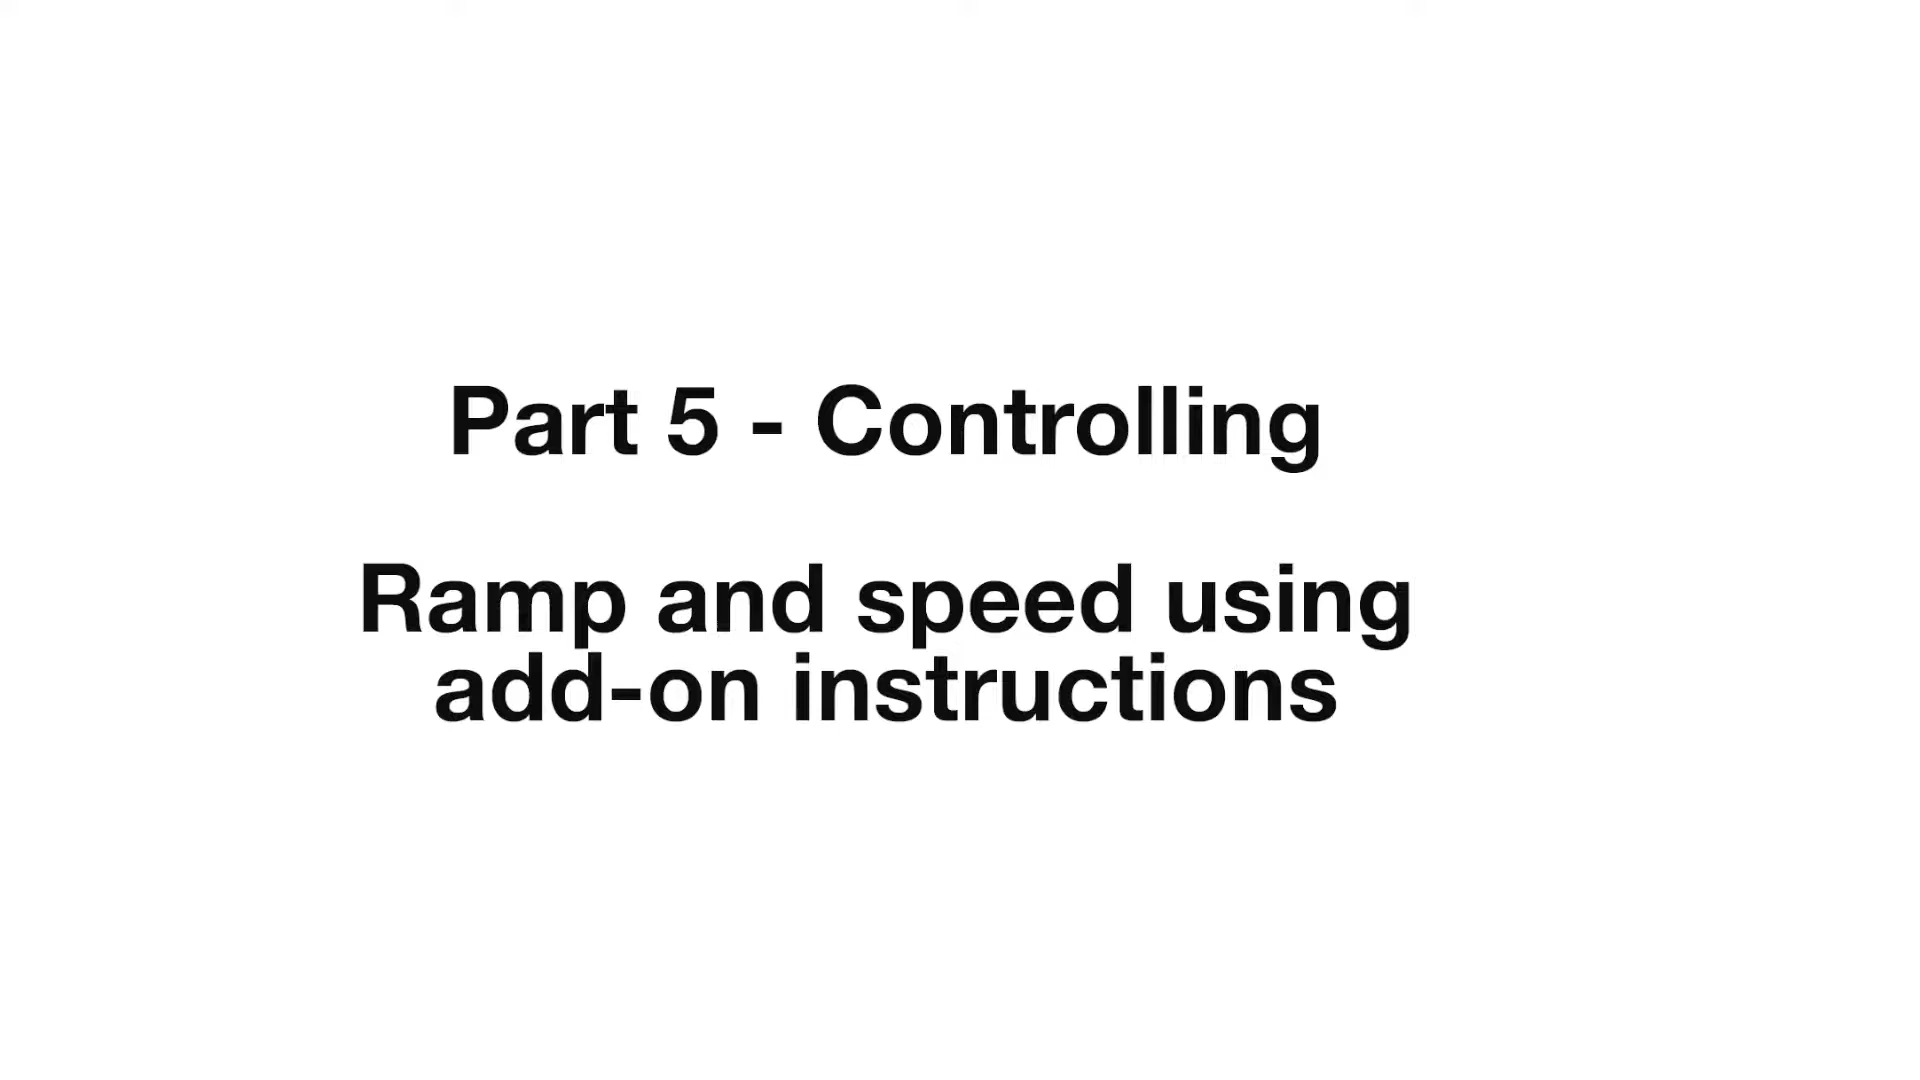 Part 5 - Controlling
Ramp and speed using
add-on instructions